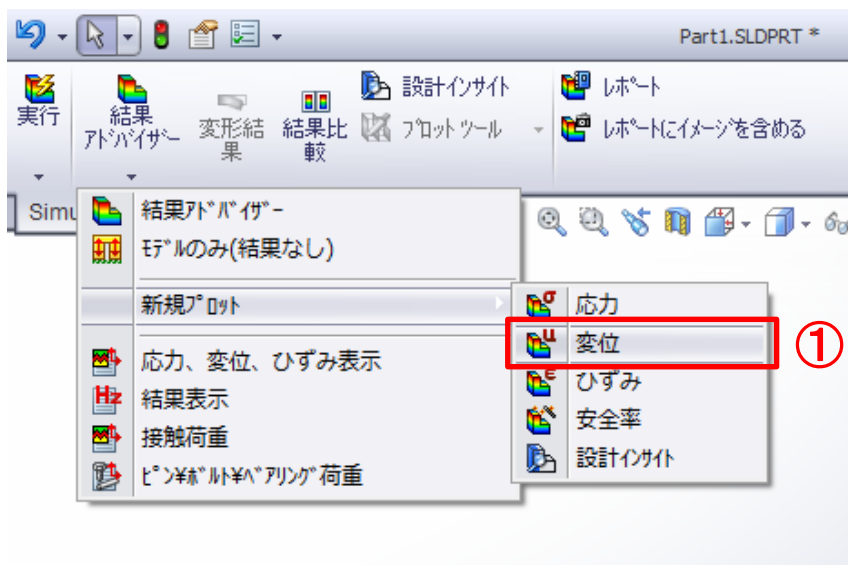 Part1.SLDPRT *
実行
結果
ｱﾄﾞﾊﾞｲｻﾞｰ
変形結
果
結果比
較
設計ｲﾝｻｲﾄ
ﾌﾟﾛｯﾄ ﾂｰﾙ
ﾚﾎﾟｰﾄ
ﾚﾎﾟｰﾄにｲﾒｰｼﾞを含める
Simu
結果ｱﾄﾞﾊﾞｲｻﾞｰ
ﾓﾃﾞﾙのみ(結果なし)
新規ﾌﾟﾛｯﾄ
応力、変位、ひずみ表示
Hz
結果表示
接触荷重
ﾋﾟﾝ¥ﾎﾞﾙﾄ¥ﾍﾞｱﾘﾝｸﾞ荷重
σ
応力
u
変位
①
ε
ひずみ
安全率
設計ｲﾝｻｲﾄ